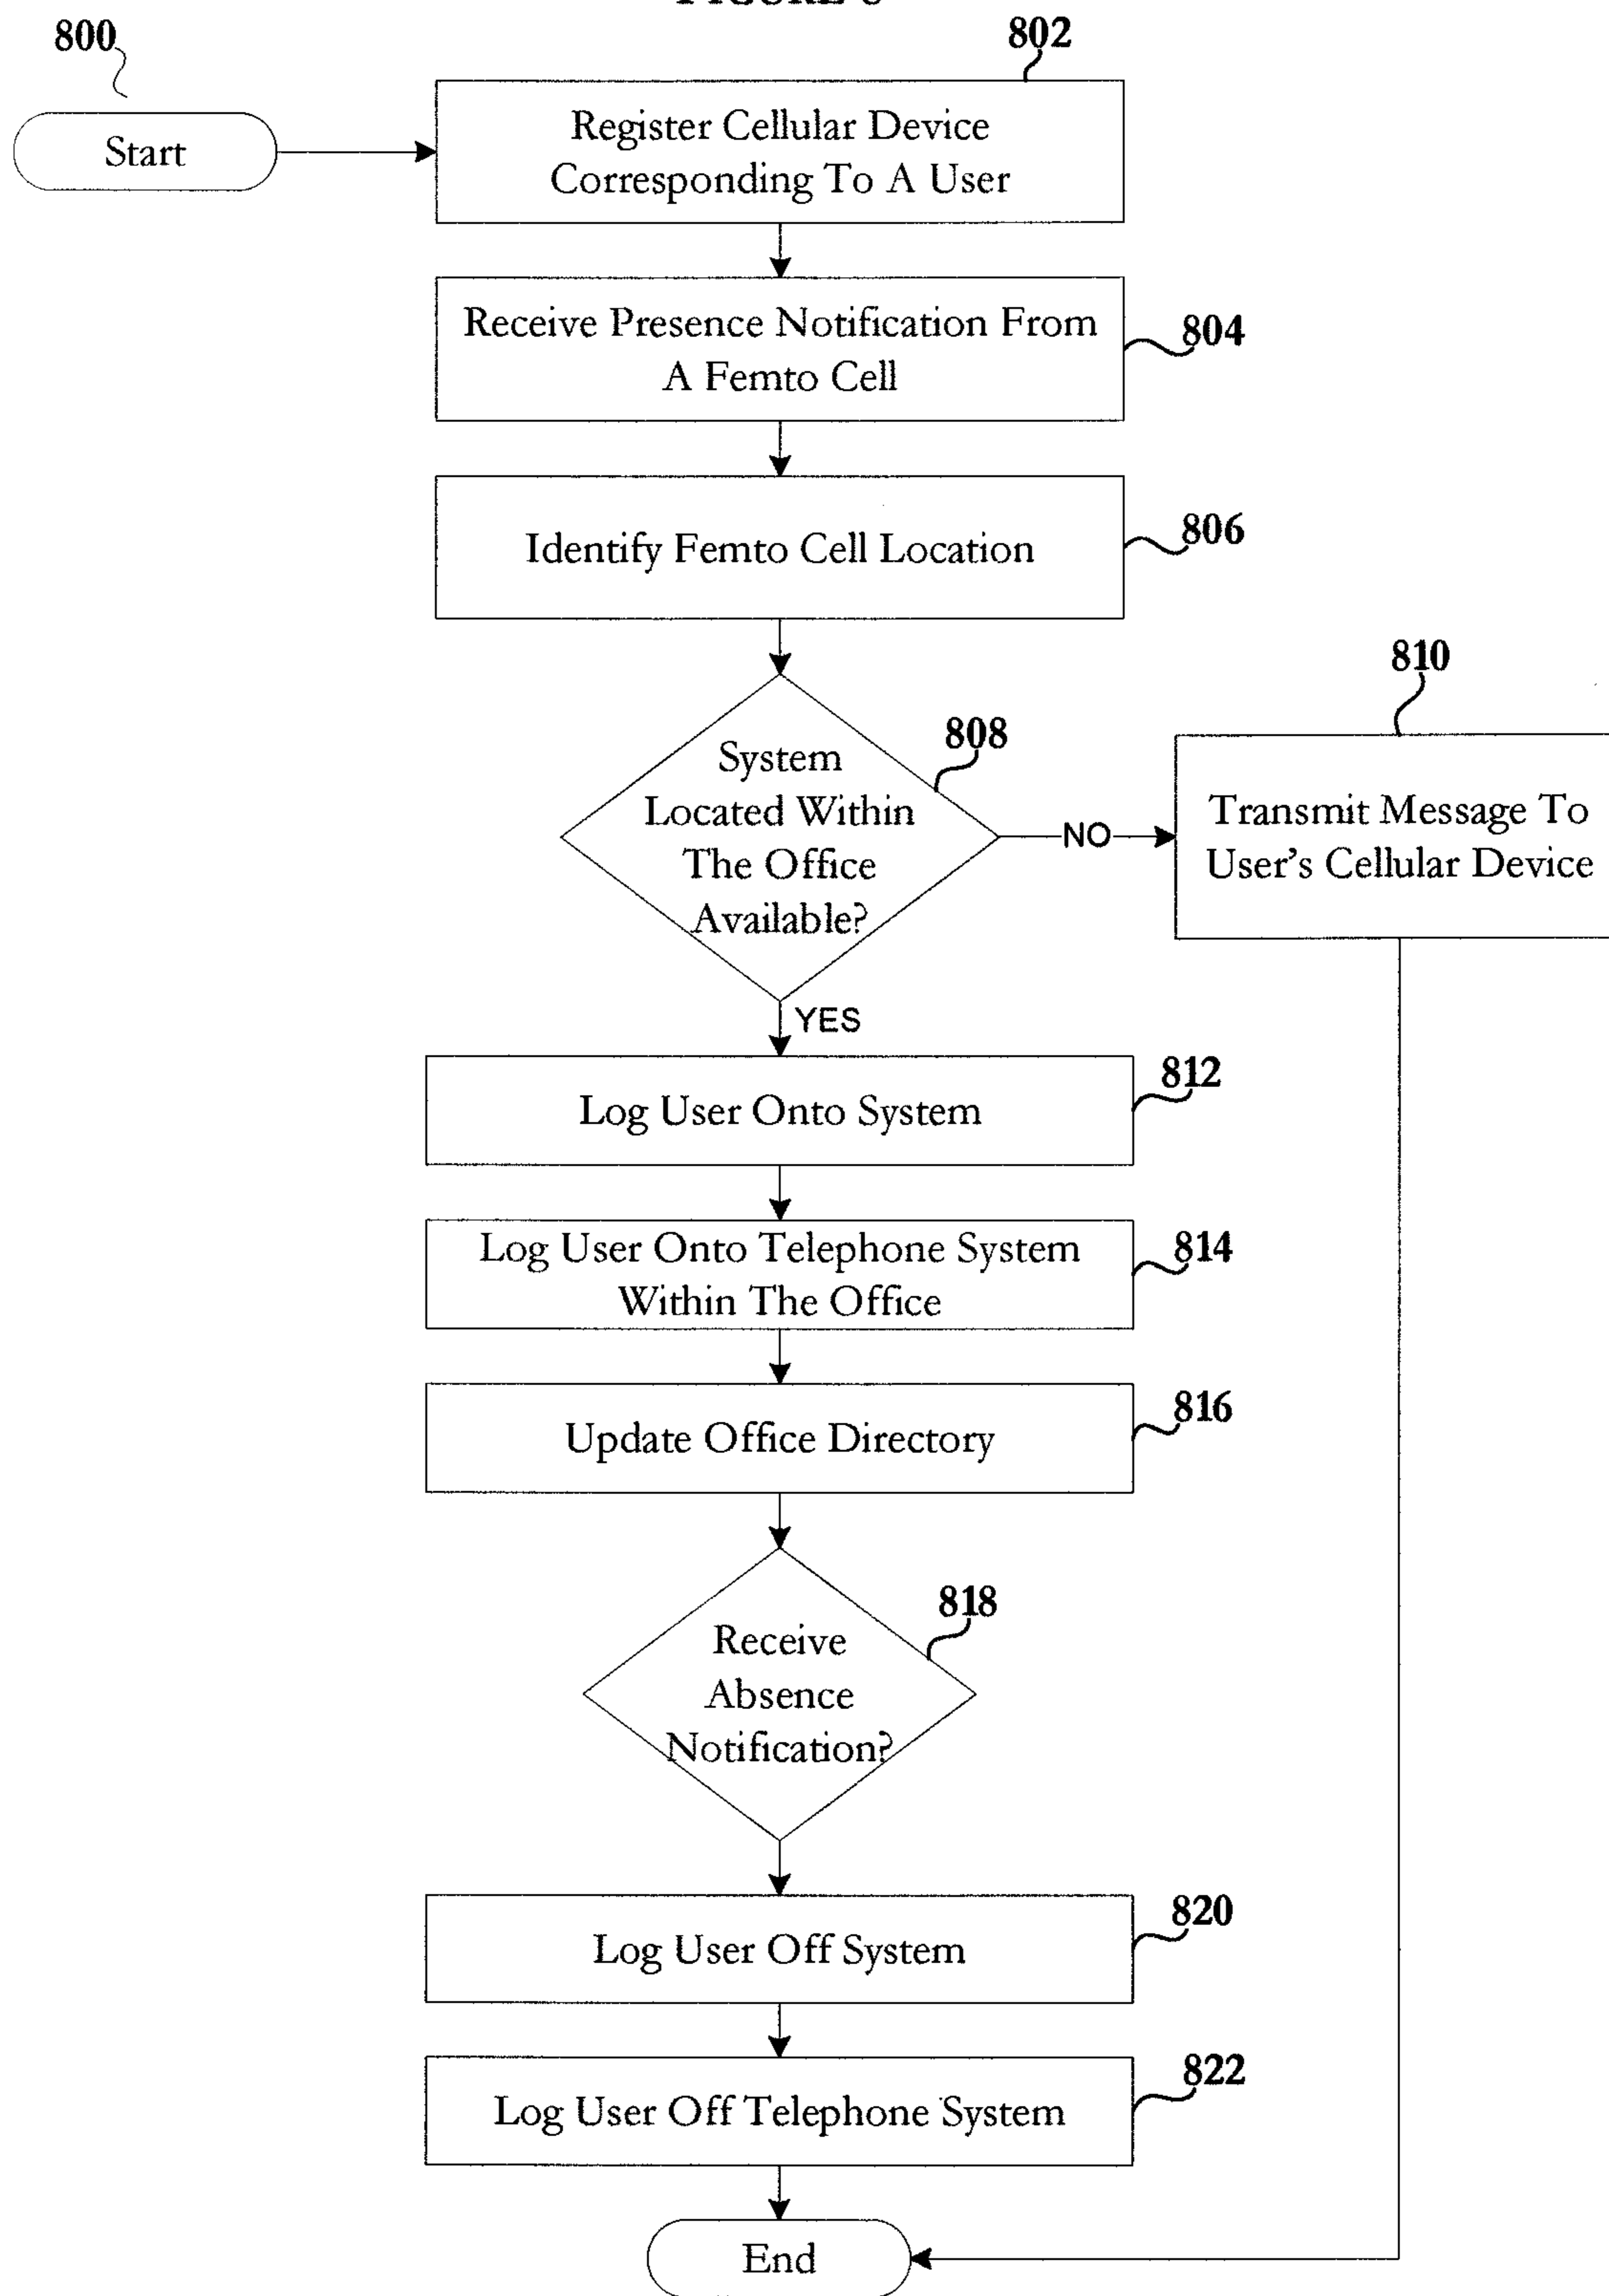 800
802
Start
Register Cellular Device
Corresponding To A User
Receive Presence Notification From
A Femto Cell
804
Identify Femto Cell Location
806
810
808
System
Located Within
The Office
Available?
NO
Transmit Message To
User's Cellular Device
YES
812
Log User Onto System
814
Log User Onto Telephone System
Within The Office
816
Update Office Directory
818
Receive
Absence
Notification?
820
Log User Off System
822
Log User Off Telephone System
End